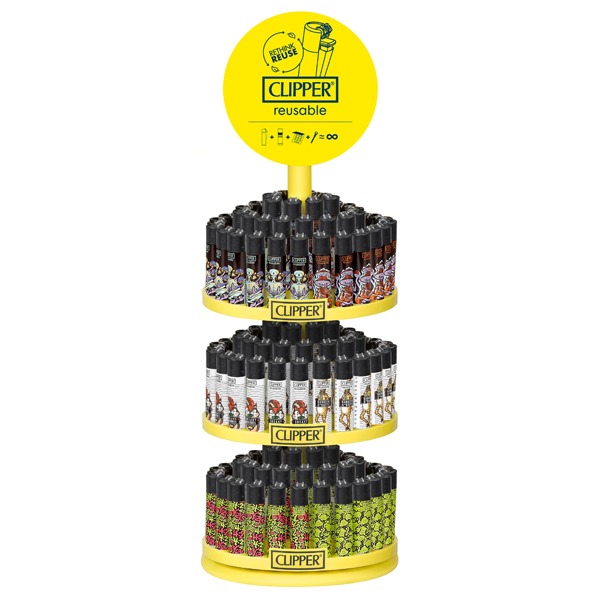 RETHINK
REUSE
CLIPPER®
reusable
+ + + ≈ ∞
CLIPPER
CLIPPER
CLIPPER